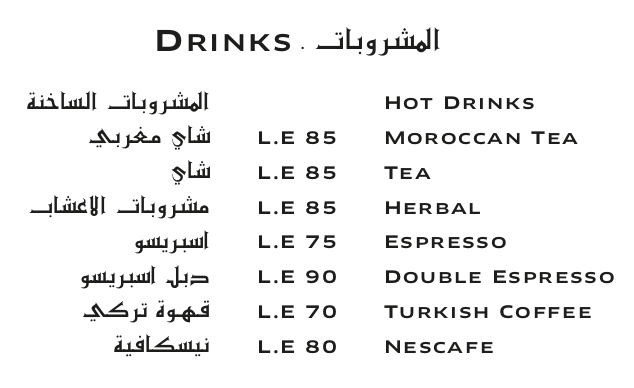 Drinks . المشروبات
المشروبات الساخنة Hot Drinks
شاي مغربي L.E 85 Moroccan Tea
شاي L.E 85 Tea
مشروبات الاعشاب L.E 85 Herbal
اسبريسو L.E 75 Espresso
دبل اسبريسو L.E 90 Double Espresso
قهوة تركي L.E 70 Turkish Coffee
نيسكافية L.E 80 Nescafe